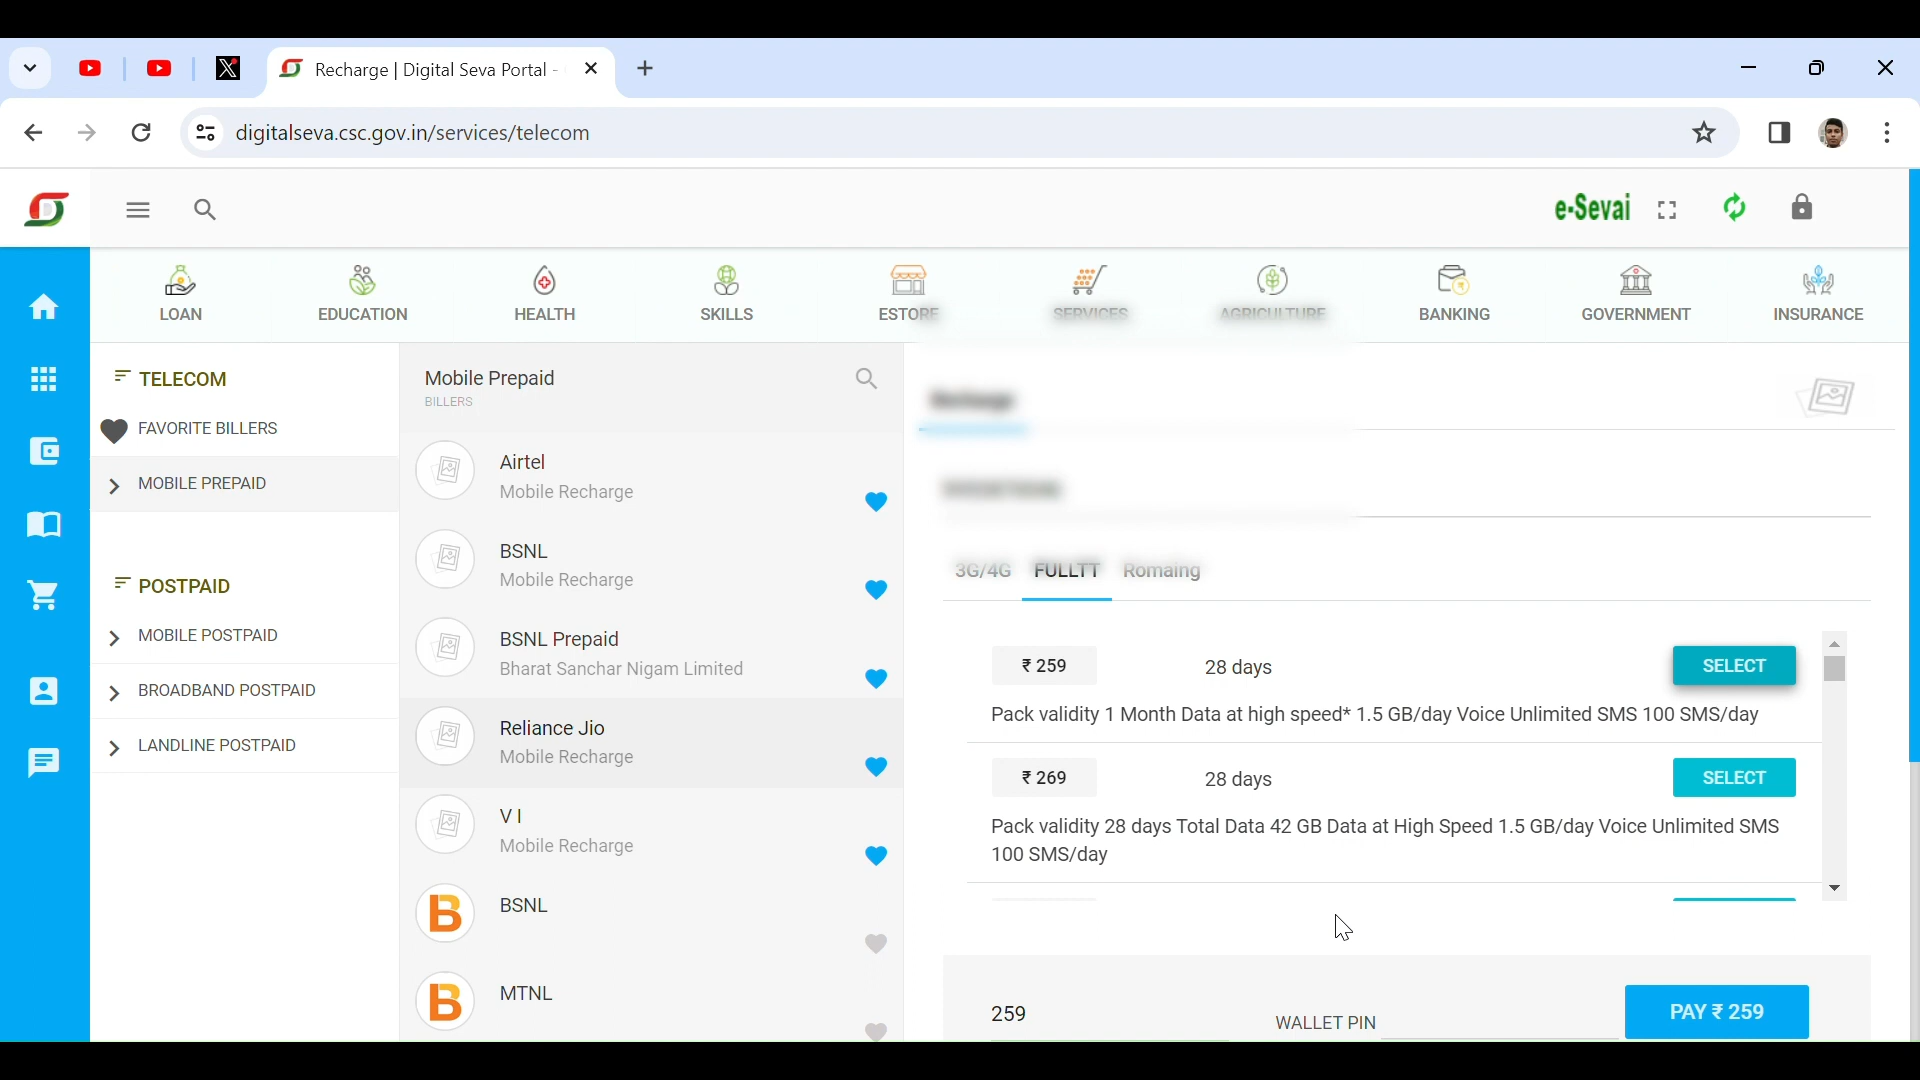 Recharge | Digital Seva Portal -
digitalseva.csc.gov.in/services/telecom
e-Sevai
LOAN
EDUCATION
HEALTH
SKILLS
ESTORE
SERVICES
AGRICULTURE
BANKING
GOVERNMENT
INSURANCE
TELECOM
FAVORITE BILLERS
MOBILE PREPAID
POSTPAID
MOBILE POSTPAID
BROADBAND POSTPAID
LANDLINE POSTPAID
Mobile Prepaid
BILLERS
Airtel
Mobile Recharge
BSNL
Mobile Recharge
BSNL Prepaid
Bharat Sanchar Nigam Limited
Reliance Jio
Mobile Recharge
V I
Mobile Recharge
B BSNL
B MTNL
Recharge
3G/4G FULLTT Romaing
₹ 259 28 days SELECT
Pack validity 1 Month Data at high speed* 1.5 GB/day Voice Unlimited SMS 100 SMS/day
₹ 269 28 days SELECT
Pack validity 28 days Total Data 42 GB Data at High Speed 1.5 GB/day Voice Unlimited SMS
100 SMS/day
259 WALLET PIN PAY ₹ 259